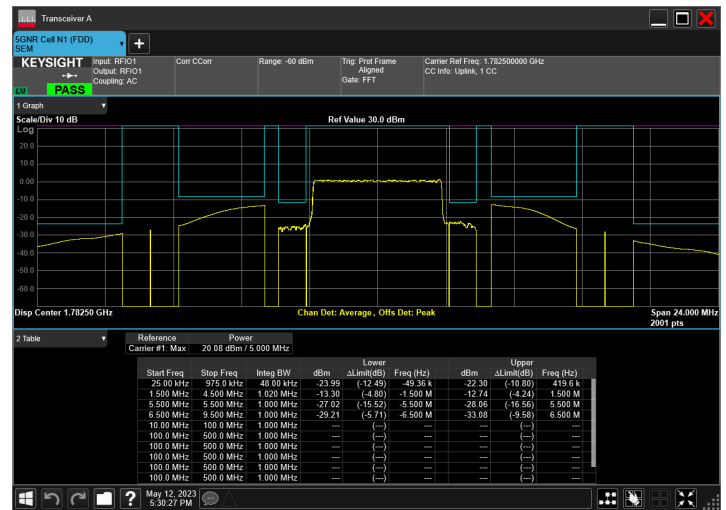 Transceiver A
5GNR Cell N1 (FDD)
SEM
KEYSIGHT Input: RFIO1 Corr CCorr Range: -60 dBm Trig: Prot Frame Carrier Ref Freq: 1.782500000 GHz
Output: RFIO1 Aligned CC Info: Uplink, 1 CC
Coupling: AC Gate: FFT
LXI PASS
1 Graph
Scale/Div 10 dB Ref Value 30.0 dBm
Log
20.0
10.0
0.00
-10.0
-20.0
-30.0
-40.0
-50.0
-60.0
Disp Center 1.78250 GHz Chan Det: Average , Offs Det: Peak Span 24.000 MHz
2001 pts
2 Table Reference Power
Carrier #1: Max 20.08 dBm / 5.000 MHz
Lower Upper
Start Freq Stop Freq Integ BW dBm ΔLimit(dB) Freq (Hz) dBm ΔLimit(dB) Freq (Hz)
25.00 kHz 975.0 kHz 48.00 kHz -23.99 (-12.49) -49.36 k -22.30 (-10.80) 419.6 k
1.500 MHz 4.500 MHz 1.020 MHz -13.30 (-4.80) -1.500 M -12.74 (-4.24) 1.500 M
5.500 MHz 5.500 MHz 1.000 MHz -27.02 (-15.52) -5.500 M -28.06 (-16.56) 5.500 M
6.500 MHz 9.500 MHz 1.000 MHz -29.21 (-5.71) -6.500 M -33.08 (-9.58) 6.500 M
10.00 MHz 100.0 MHz 1.000 MHz --- (---) --- --- (---) ---
100.0 MHz 500.0 MHz 1.000 MHz --- (---) --- --- (---) ---
100.0 MHz 500.0 MHz 1.000 MHz --- (---) --- --- (---) ---
100.0 MHz 500.0 MHz 1.000 MHz --- (---) --- --- (---) ---
100.0 MHz 500.0 MHz 1.000 MHz --- (---) --- --- (---) ---
100.0 MHz 500.0 MHz 1.000 MHz --- (---) --- --- (---) ---
May 12, 2023
5:30:27 PM